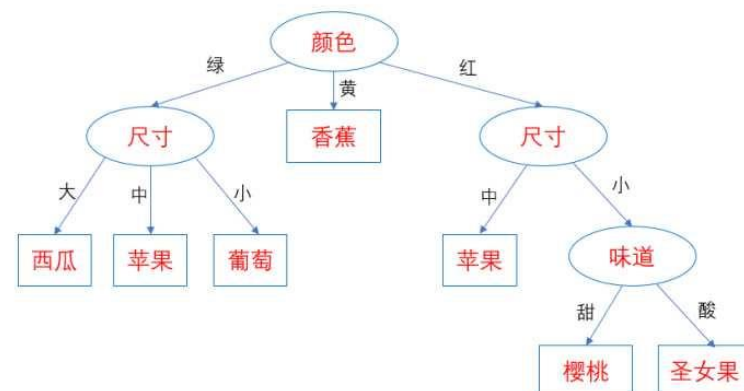 颜色
绿
黄
红
尺寸
香蕉
尺寸
大
中
小
中
小
西瓜
苹果
葡萄
苹果
味道
甜
酸
樱桃
圣女果